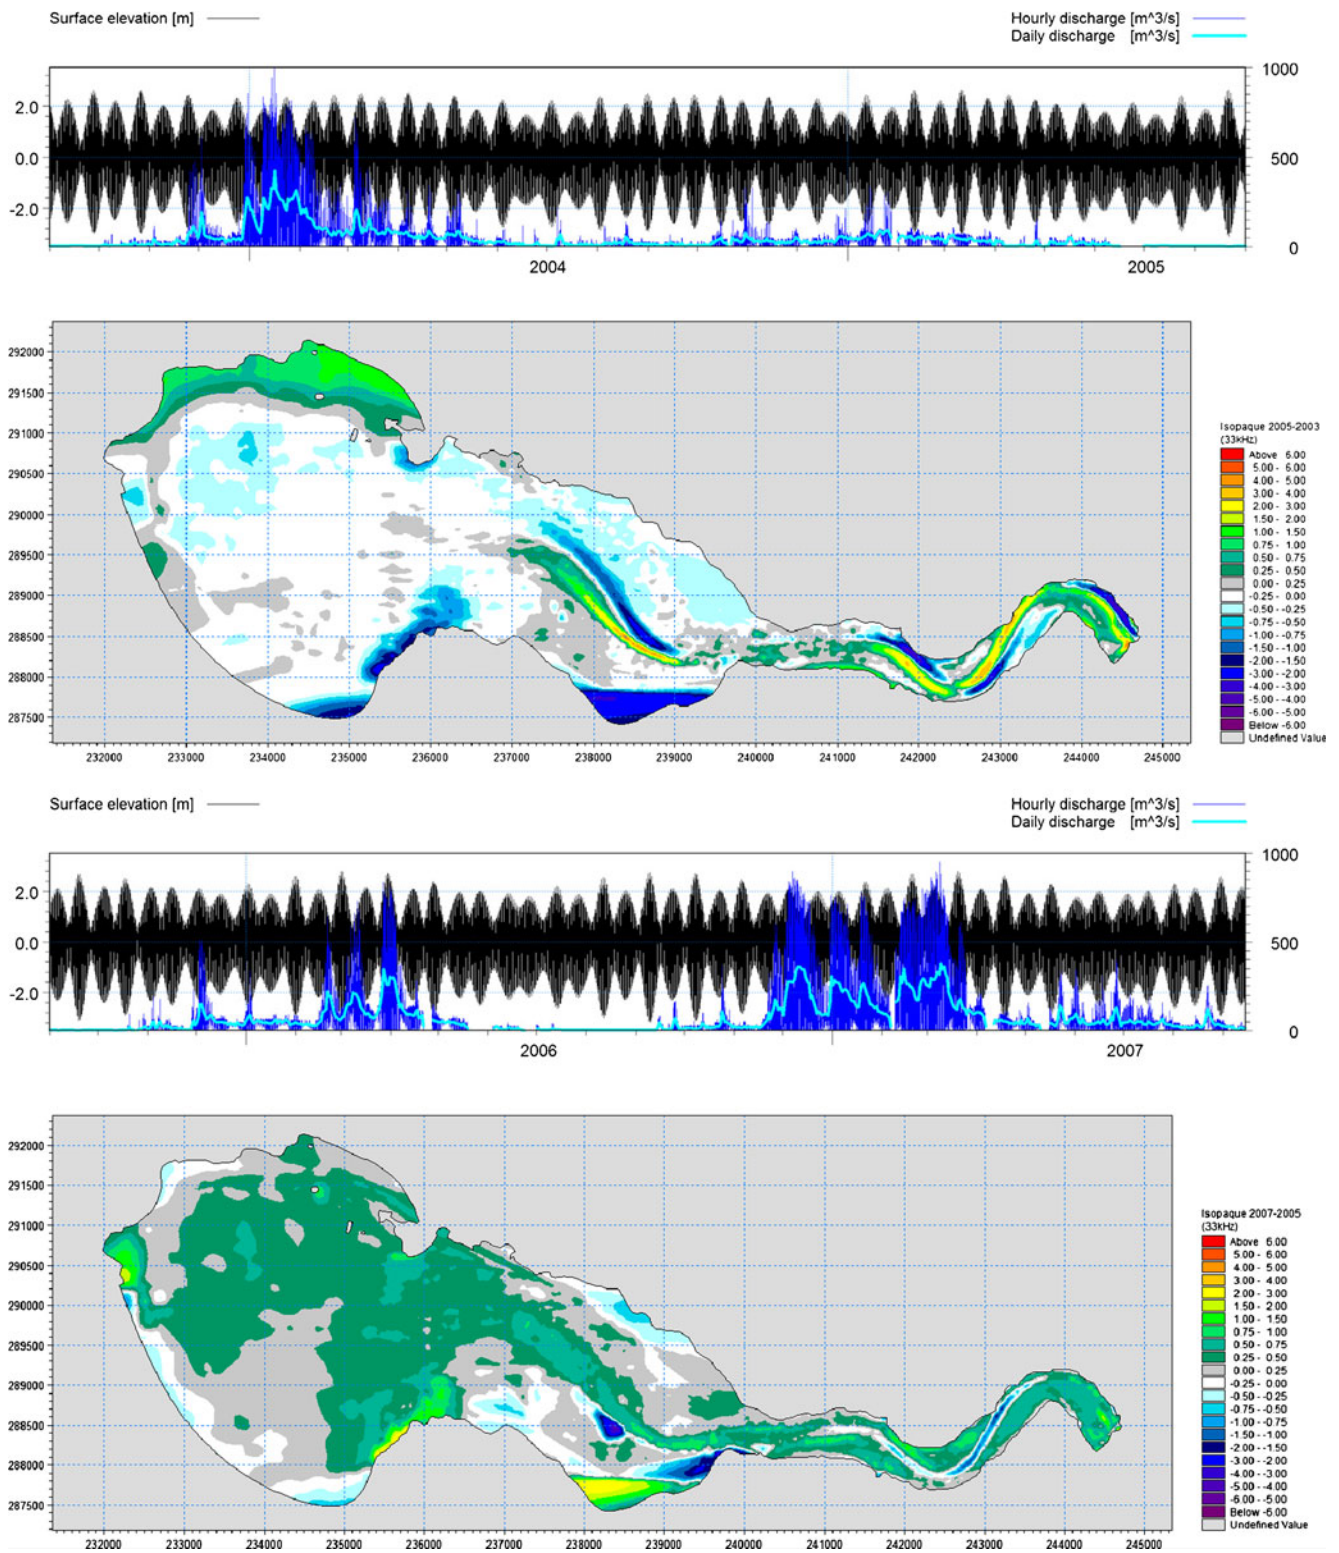 Surface elevation [m]
Hourly discharge [m^3/s]
Daily discharge [m^3/s]
2.0
0.0
-2.0
1000
500
0
2004
2005
292000
291500
291000
290500
290000
289500
289000
288500
288000
287500
232000 233000 234000 235000 236000 237000 238000 239000 240000 241000 242000 243000 244000 245000
Isopaque 2005-2003
(33kHz)
Above 6.00
5.00 - 6.00
4.00 - 5.00
3.00 - 4.00
2.00 - 3.00
1.50 - 2.00
1.00 - 1.50
0.75 - 1.00
0.50 - 0.75
0.25 - 0.50
0.00 - 0.25
-0.25 - 0.00
-0.50 - -0.25
-0.75 - -0.50
-1.00 - -0.75
-1.50 - -1.00
-2.00 - -1.50
-3.00 - -2.00
-4.00 - -3.00
-5.00 - -4.00
-6.00 - -5.00
Below -6.00
Undefined Value
Surface elevation [m]
Hourly discharge [m^3/s]
Daily discharge [m^3/s]
2.0
0.0
-2.0
1000
500
0
2006
2007
292000
291500
291000
290500
290000
289500
289000
288500
288000
287500
232000 233000 234000 235000 236000 237000 238000 239000 240000 241000 242000 243000 244000 245000
Isopaque 2007-2005
(33kHz)
Above 6.00
5.00 - 6.00
4.00 - 5.00
3.00 - 4.00
2.00 - 3.00
1.50 - 2.00
1.00 - 1.50
0.75 - 1.00
0.50 - 0.75
0.25 - 0.50
0.00 - 0.25
-0.25 - 0.00
-0.50 - -0.25
-0.75 - -0.50
-1.00 - -0.75
-1.50 - -1.00
-2.00 - -1.50
-3.00 - -2.00
-4.00 - -3.00
-5.00 - -4.00
-6.00 - -5.00
Below -6.00
Undefined Value